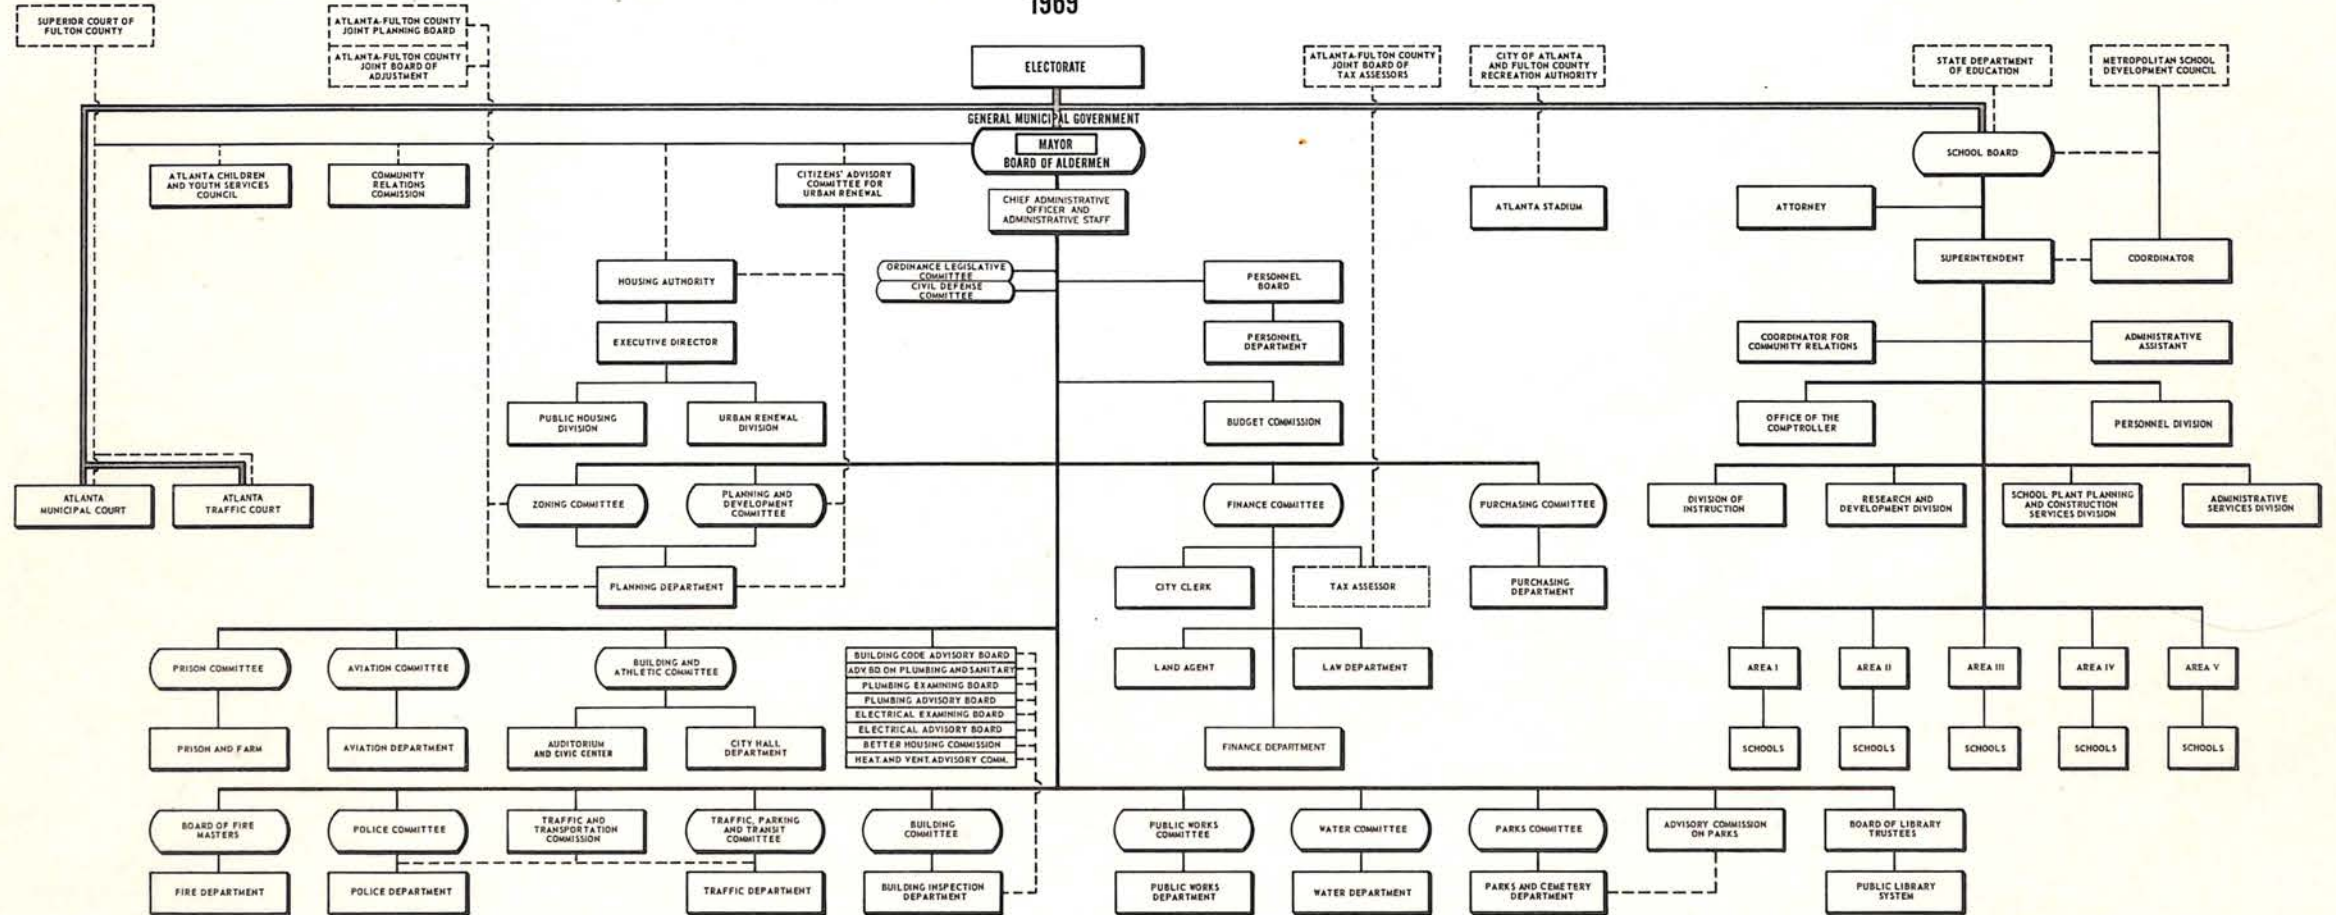 1969
SUPERIOR COURT OF
FULTON COUNTY
ATLANTA-FULTON COUNTY
JOINT PLANNING BOARD
ATLANTA-FULTON COUNTY
JOINT BOARD OF
ADJUSTMENT
ELECTORATE
ATLANTA-FULTON COUNTY
JOINT BOARD OF
TAX ASSESSORS
CITY OF ATLANTA
AND FULTON COUNTY
RECREATION AUTHORITY
STATE DEPARTMENT
OF EDUCATION
METROPOLITAN SCHOOL
DEVELOPMENT COUNCIL
GENERAL MUNICIPAL GOVERNMENT
MAYOR
BOARD OF ALDERMEN
SCHOOL BOARD
ATLANTA CHILDREN
AND YOUTH SERVICES
COUNCIL
COMMUNITY
RELATIONS
COMMISSION
CITIZENS' ADVISORY
COMMITTEE FOR
URBAN RENEWAL
CHIEF ADMINISTRATIVE
OFFICER AND
ADMINISTRATIVE STAFF
ATLANTA STADIUM
ATTORNEY
HOUSING AUTHORITY
ORDINANCE LEGISLATIVE
COMMITTEE
CIVIL DEFENSE
COMMITTEE
PERSONNEL
BOARD
SUPERINTENDENT
COORDINATOR
EXECUTIVE DIRECTOR
PERSONNEL
DEPARTMENT
COORDINATOR FOR
COMMUNITY RELATIONS
ADMINISTRATIVE
ASSISTANT
PUBLIC HOUSING
DIVISION
URBAN RENEWAL
DIVISION
BUDGET COMMISSION
OFFICE OF THE
COMPTROLLER
PERSONNEL DIVISION
ATLANTA
MUNICIPAL COURT
ATLANTA
TRAFFIC COURT
ZONING COMMITTEE
PLANNING AND
DEVELOPMENT
COMMITTEE
FINANCE COMMITTEE
PURCHASING COMMITTEE
DIVISION OF
INSTRUCTION
RESEARCH AND
DEVELOPMENT DIVISION
SCHOOL PLANT PLANNING
AND CONSTRUCTION
SERVICES DIVISION
ADMINISTRATIVE
SERVICES DIVISION
PLANNING DEPARTMENT
CITY CLERK
TAX ASSESSOR
PURCHASING
DEPARTMENT
PRISON COMMITTEE
AVIATION COMMITTEE
BUILDING AND
ATHLETIC COMMITTEE
BUILDING CODE ADVISORY BOARD
ADV. BD. ON PLUMBING AND SANITARY
PLUMBING EXAMINING BOARD
PLUMBING ADVISORY BOARD
ELECTRICAL EXAMINING BOARD
ELECTRICAL ADVISORY BOARD
BETTER HOUSING COMMISSION
HEAT. AND VENT. ADVISORY COMM.
LAND AGENT
LAW DEPARTMENT
AREA I
AREA II
AREA III
AREA IV
AREA V
PRISON AND FARM
AVIATION DEPARTMENT
AUDITORIUM
AND CIVIC CENTER
CITY HALL
DEPARTMENT
FINANCE DEPARTMENT
SCHOOLS
SCHOOLS
SCHOOLS
SCHOOLS
SCHOOLS
BOARD OF FIRE
MASTERS
POLICE COMMITTEE
TRAFFIC AND
TRANSPORTATION
COMMISSION
TRAFFIC, PARKING
AND TRANSIT
COMMITTEE
BUILDING
COMMITTEE
PUBLIC WORKS
COMMITTEE
WATER COMMITTEE
PARKS COMMITTEE
ADVISORY COMMISSION
ON PARKS
BOARD OF LIBRARY
TRUSTEES
FIRE DEPARTMENT
POLICE DEPARTMENT
TRAFFIC DEPARTMENT
BUILDING INSPECTION
DEPARTMENT
PUBLIC WORKS
DEPARTMENT
WATER DEPARTMENT
PARKS AND CEMETERY
DEPARTMENT
PUBLIC LIBRARY
SYSTEM